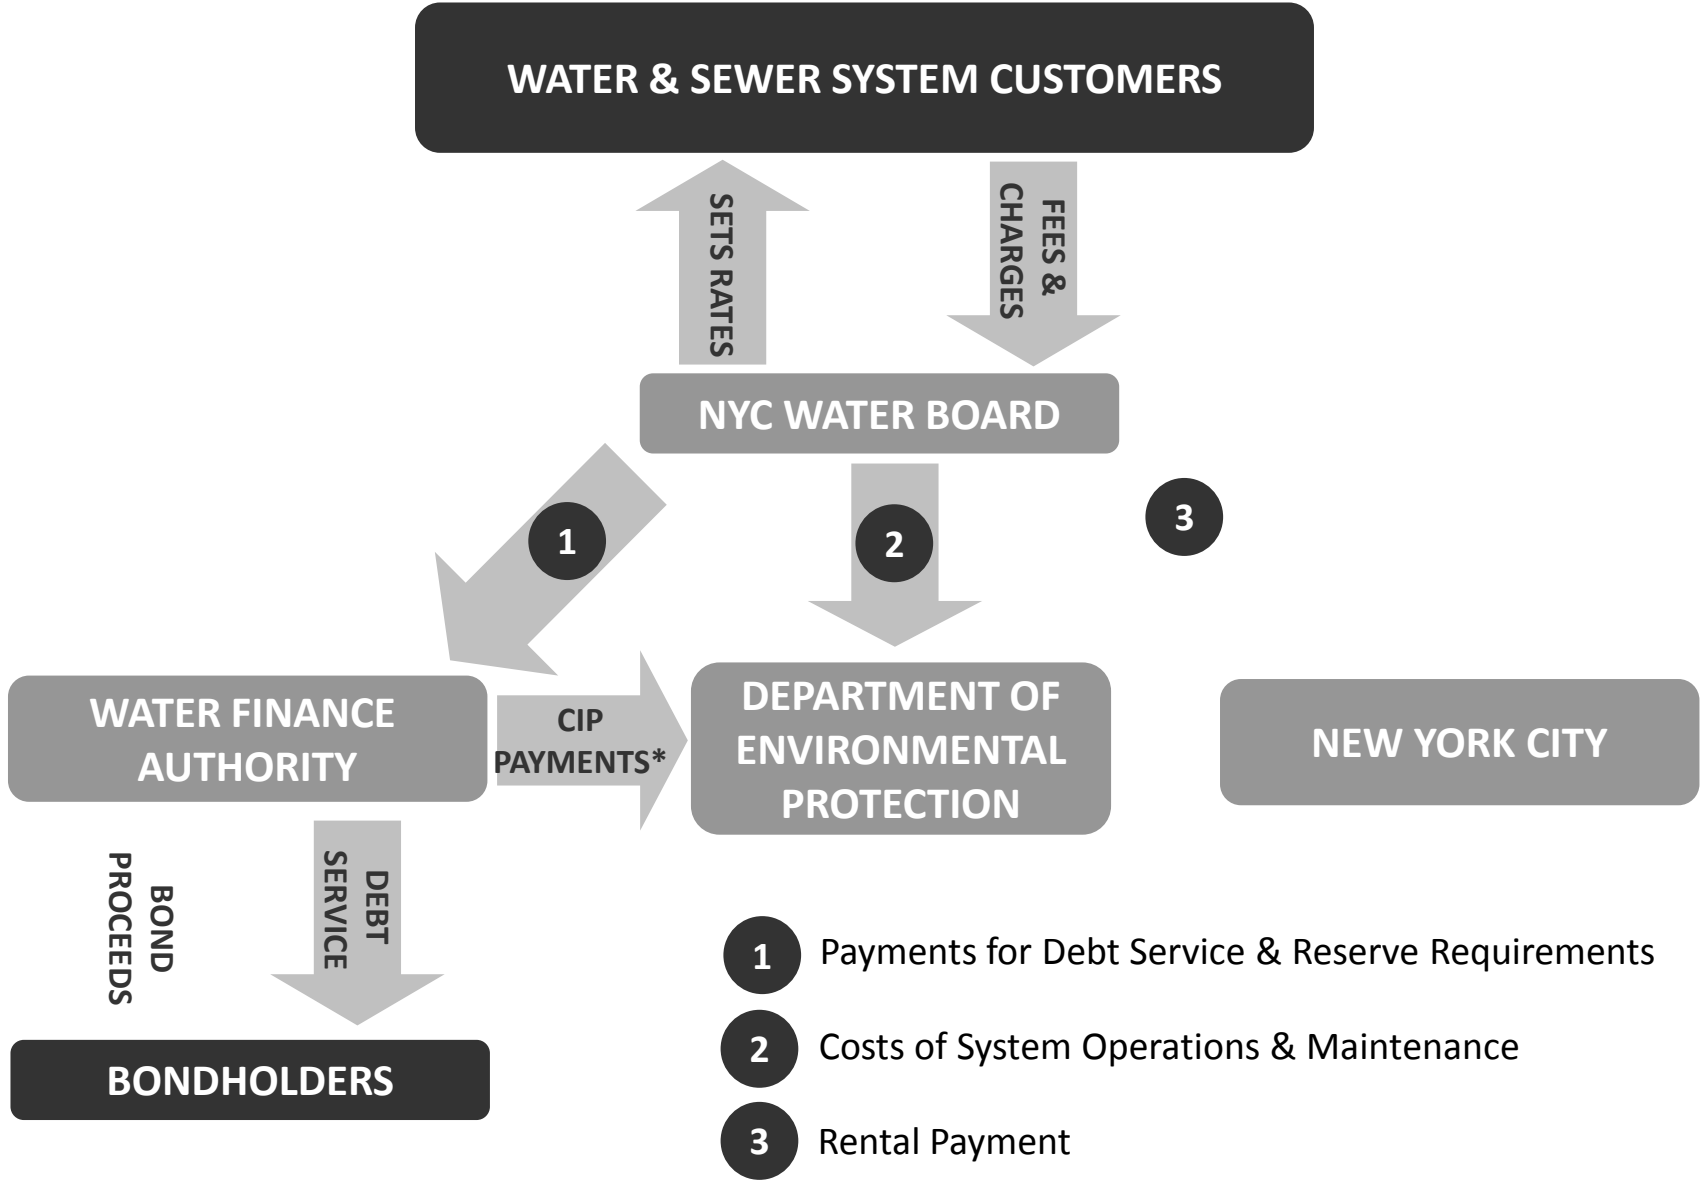 WATER & SEWER SYSTEM CUSTOMERS
SETS RATES
FEES &
CHARGES
NYC WATER BOARD
1
2
3
WATER FINANCE
AUTHORITY
CIP
PAYMENTS*
DEPARTMENT OF
ENVIRONMENTAL
PROTECTION
NEW YORK CITY
BOND
PROCEEDS
DEBT
SERVICE
BONDHOLDERS
1 Payments for Debt Service & Reserve Requirements
2 Costs of System Operations & Maintenance
3 Rental Payment